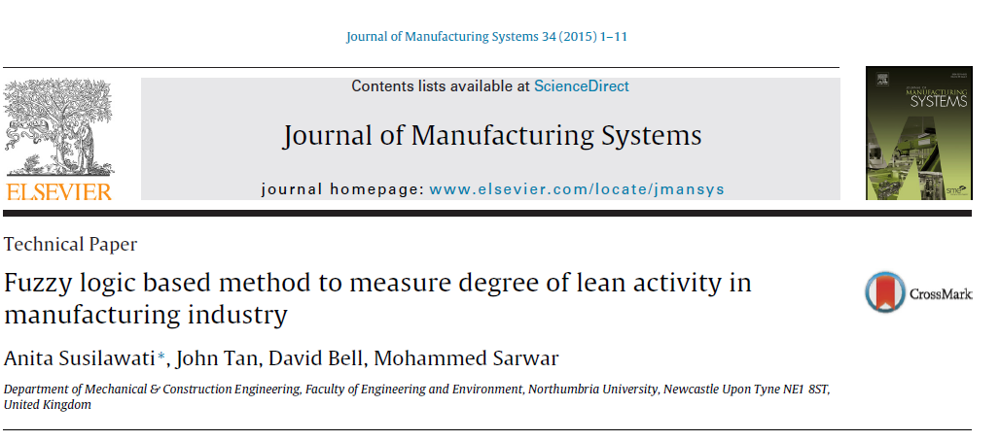 Journal of Manufacturing Systems 34 (2015) 1–11
Contents lists available at ScienceDirect
Journal of Manufacturing Systems
journal homepage: www.elsevier.com/locate/jmansys
ELSEVIER
JOURNAL OF
MANUFACTURING
SYSTEMS
sme
Technical Paper
Fuzzy logic based method to measure degree of lean activity in
manufacturing industry
CrossMark
Anita Susilawati*, John Tan, David Bell, Mohammed Sarwar
Department of Mechanical & Construction Engineering, Faculty of Engineering and Environment, Northumbria University, Newcastle Upon Tyne NE1 8ST,
United Kingdom